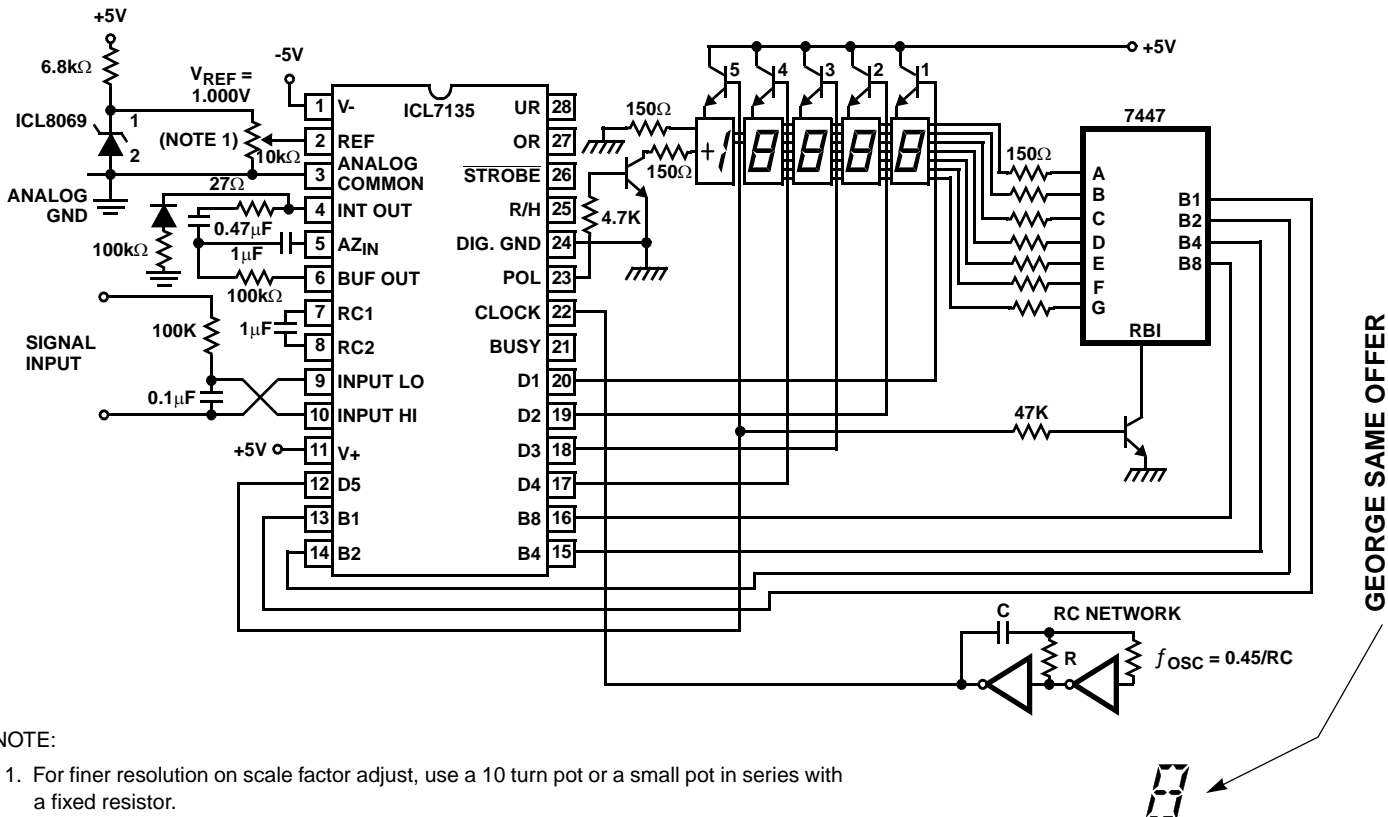 +5V
6.8kΩ
ICL8069
1
2
ANALOG
GND
VREF =
1.000V
(NOTE 1)
10kΩ
-5V
27Ω
0.47µF
100kΩ
1µF
100kΩ
SIGNAL
INPUT
100K
0.1µF
1µF
+5V
ICL7135
1 V-
2 REF
3 ANALOG
COMMON
4 INT OUT
5 AZIN
6 BUF OUT
7 RC1
8 RC2
9 INPUT LO
10 INPUT HI
11 V+
12 D5
13 B1
14 B2
UR 28
OR 27
STROBE 26
R/H 25
DIG. GND 24
POL 23
CLOCK 22
BUSY 21
D1 20
D2 19
D3 18
D4 17
B8 16
B4 15
150Ω
150Ω
4.7K
5 4 3 2 1
+5V
+1 8 8 8 8
150Ω
7447
A
B
C
D
E
F
G
B1
B2
B4
B8
RBI
47K
C
RC NETWORK
R
ƒOSC = 0.45/RC
GEORGE SAME OFFER
NOTE:
1. For finer resolution on scale factor adjust, use a 10 turn pot or a small pot in series with
a fixed resistor.